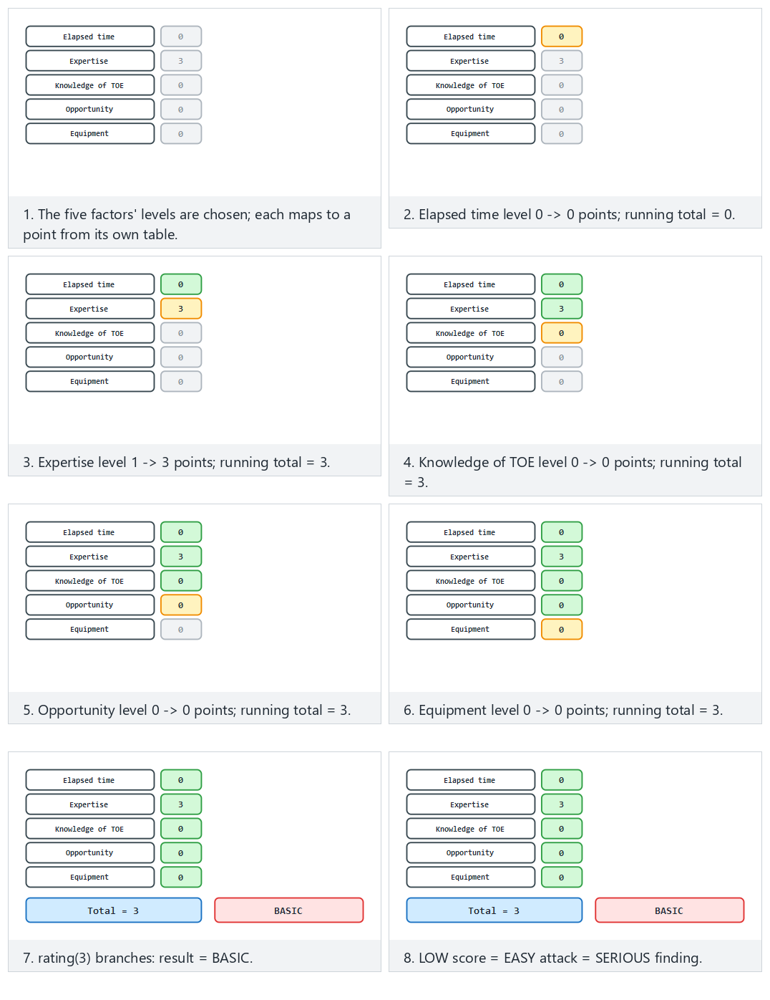 Elapsed time 0
Expertise 3
Knowledge of TOE 0
Opportunity 0
Equipment 0
1. The five factors' levels are chosen; each maps to a
point from its own table.
Elapsed time 0
Expertise 3
Knowledge of TOE 0
Opportunity 0
Equipment 0
2. Elapsed time level 0 -> 0 points; running total = 0.
Elapsed time 0
Expertise 3
Knowledge of TOE 0
Opportunity 0
Equipment 0
3. Expertise level 1 -> 3 points; running total = 3.
Elapsed time 0
Expertise 3
Knowledge of TOE 0
Opportunity 0
Equipment 0
4. Knowledge of TOE level 0 -> 0 points; running total
= 3.
Elapsed time 0
Expertise 3
Knowledge of TOE 0
Opportunity 0
Equipment 0
5. Opportunity level 0 -> 0 points; running total = 3.
Elapsed time 0
Expertise 3
Knowledge of TOE 0
Opportunity 0
Equipment 0
6. Equipment level 0 -> 0 points; running total = 3.
Elapsed time 0
Expertise 3
Knowledge of TOE 0
Opportunity 0
Equipment 0
Total = 3 BASIC
7. rating(3) branches: result = BASIC.
Elapsed time 0
Expertise 3
Knowledge of TOE 0
Opportunity 0
Equipment 0
Total = 3 BASIC
8. LOW score = EASY attack = SERIOUS finding.